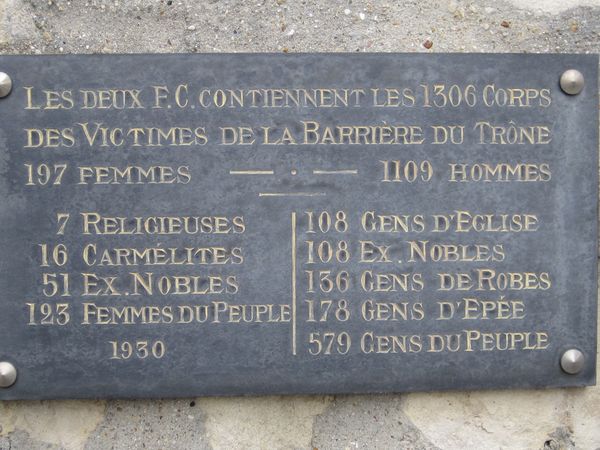 LES DEUX F.C. CONTIENNENT LES 1306 CORPS
DES VICTIMES DE LA BARRIÈRE DU TRÔNE
197 FEMMES — · — 1109 HOMMES
7 RELIGIEUSES
16 CARMÉLITES
51 EX. NOBLES
123 FEMMES DU PEUPLE
1930
108 GENS D'EGLISE
108 EX. NOBLES
136 GENS DE ROBES
178 GENS D'EPÉE
579 GENS DU PEUPLE